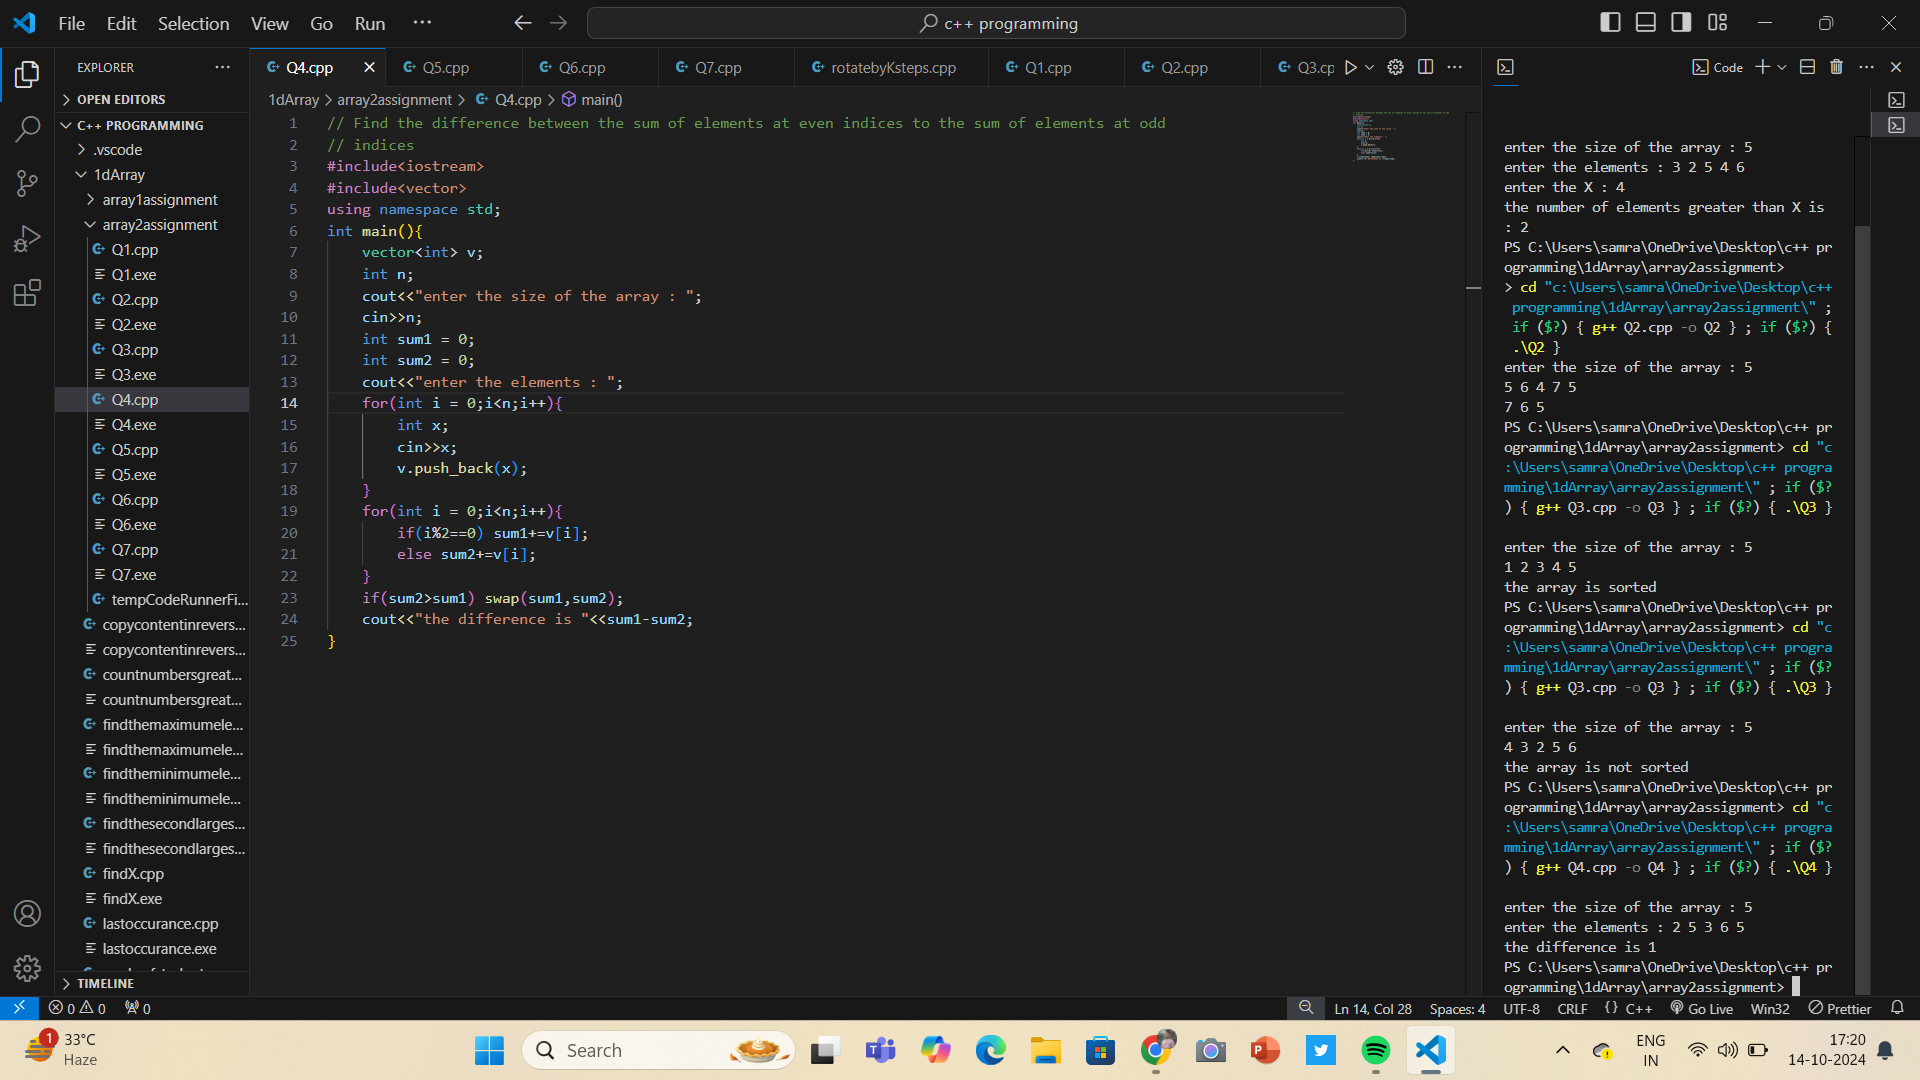 File Edit Selection View Go Run ···
c++ programming
EXPLORER
OPEN EDITORS
C++ PROGRAMMING
.vscode
1dArray
array1assignment
array2assignment
Q1.cpp
Q1.exe
Q2.cpp
Q2.exe
Q3.cpp
Q3.exe
Q4.cpp
Q4.exe
Q5.cpp
Q5.exe
Q6.cpp
Q6.exe
Q7.cpp
Q7.exe
tempCodeRunnerFi...
copycontentinrevers...
copycontentinrevers...
countnumbersgreat...
countnumbersgreat...
findthemaximumele...
findthemaximumele...
findtheminimumele...
findtheminimumele...
findthesecondlarges...
findthesecondlarges...
findX.cpp
findX.exe
lastoccurance.cpp
lastoccurance.exe
TIMELINE
Q4.cpp Q5.cpp Q6.cpp Q7.cpp rotatebyKsteps.cpp Q1.cpp Q2.cpp Q3.cp
1dArray > array2assignment > Q4.cpp > main()
1 // Find the difference between the sum of elements at even indices to the sum of elements at odd
2 // indices
3 #include<iostream>
4 #include<vector>
5 using namespace std;
6 int main(){
7 vector<int> v;
8 int n;
9 cout<<"enter the size of the array : ";
10 cin>>n;
11 int sum1 = 0;
12 int sum2 = 0;
13 cout<<"enter the elements : ";
14 for(int i = 0;i<n;i++){
15 int x;
16 cin>>x;
17 v.push_back(x);
18 }
19 for(int i = 0;i<n;i++){
20 if(i%2==0) sum1+=v[i];
21 else sum2+=v[i];
22 }
23 if(sum2>sum1) swap(sum1,sum2);
24 cout<<"the difference is "<<sum1-sum2;
25 }
Code
enter the size of the array : 5
enter the elements : 3 2 5 4 6
enter the X : 4
the number of elements greater than X is
: 2
PS C:\Users\samra\OneDrive\Desktop\c++ pr
ogramming\1dArray\array2assignment>
> cd "c:\Users\samra\OneDrive\Desktop\c++
programming\1dArray\array2assignment\" ;
if ($?) { g++ Q2.cpp -o Q2 } ; if ($?) {
.\Q2 }
enter the size of the array : 5
5 6 4 7 5
7 6 5
PS C:\Users\samra\OneDrive\Desktop\c++ pr
ogramming\1dArray\array2assignment> cd "c
:\Users\samra\OneDrive\Desktop\c++ progra
mming\1dArray\array2assignment\" ; if ($?
) { g++ Q3.cpp -o Q3 } ; if ($?) { .\Q3 }
enter the size of the array : 5
1 2 3 4 5
the array is sorted
PS C:\Users\samra\OneDrive\Desktop\c++ pr
ogramming\1dArray\array2assignment> cd "c
:\Users\samra\OneDrive\Desktop\c++ progra
mming\1dArray\array2assignment\" ; if ($?
) { g++ Q3.cpp -o Q3 } ; if ($?) { .\Q3 }
enter the size of the array : 5
4 3 2 5 6
the array is not sorted
PS C:\Users\samra\OneDrive\Desktop\c++ pr
ogramming\1dArray\array2assignment> cd "c
:\Users\samra\OneDrive\Desktop\c++ progra
mming\1dArray\array2assignment\" ; if ($?
) { g++ Q4.cpp -o Q4 } ; if ($?) { .\Q4 }
enter the size of the array : 5
enter the elements : 2 5 3 6 5
the difference is 1
PS C:\Users\samra\OneDrive\Desktop\c++ pr
ogramming\1dArray\array2assignment>
0 0 0
Ln 14, Col 28 Spaces: 4 UTF-8 CRLF {} C++ Go Live Win32 Prettier
1
33°C
Haze
Search
ENG
IN
17:20
14-10-2024